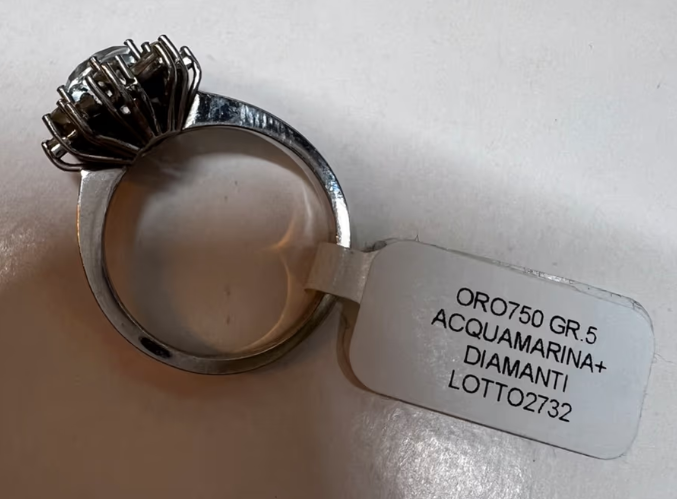 ORO750 GR.5
ACQUAMARINA+
DIAMANTI
LOTTO2732